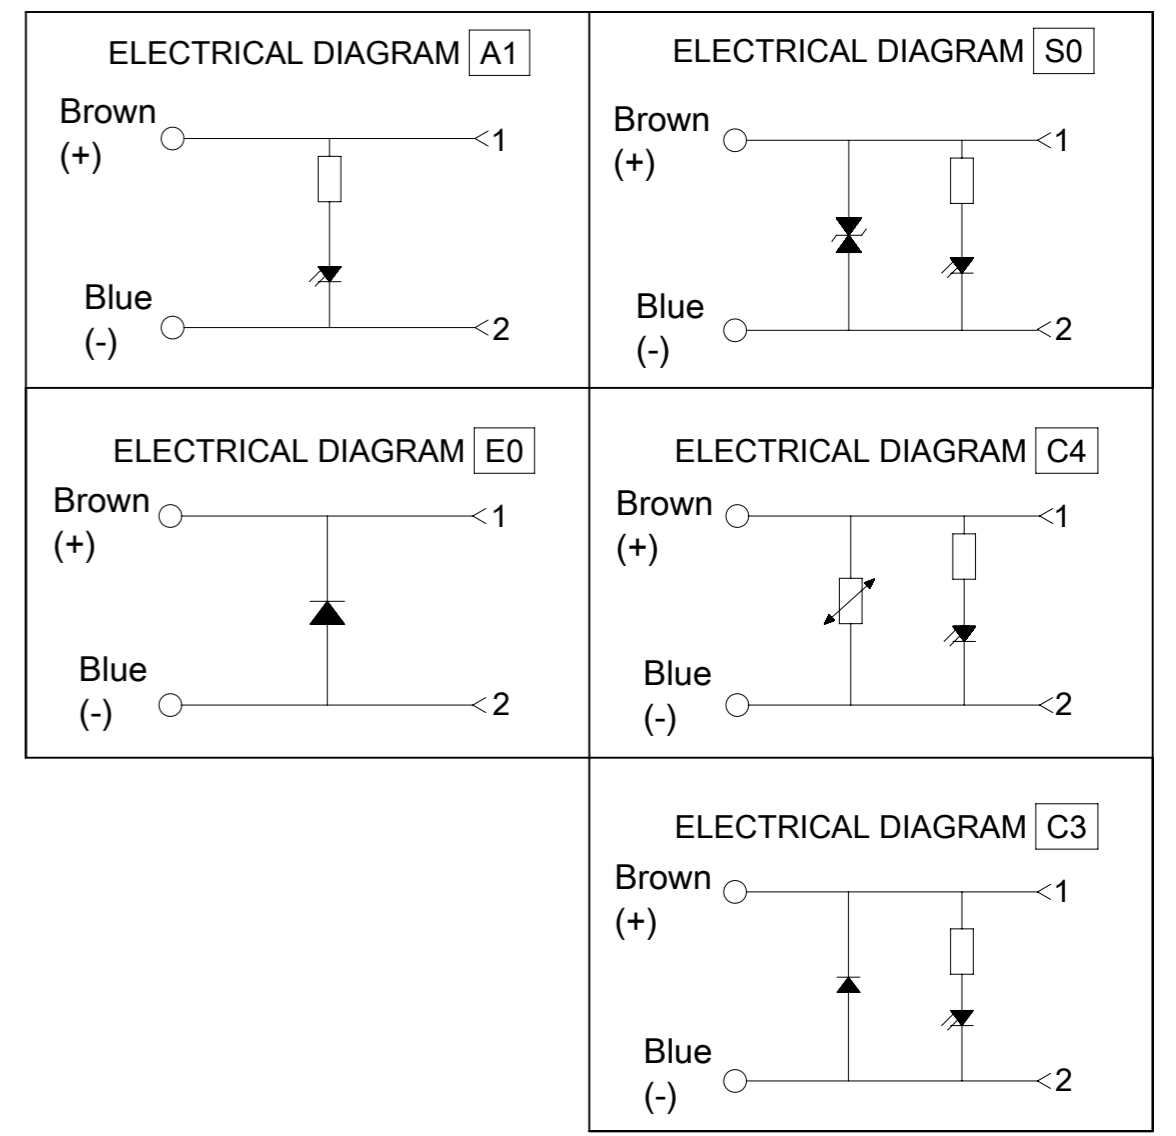 ELECTRICAL DIAGRAM A1
Brown
(+)
1
Blue
(-)
2
ELECTRICAL DIAGRAM S0
Brown
(+)
1
Blue
(-)
2
ELECTRICAL DIAGRAM E0
Brown
(+)
1
Blue
(-)
2
ELECTRICAL DIAGRAM C4
Brown
(+)
1
Blue
(-)
2
ELECTRICAL DIAGRAM C3
Brown
(+)
1
Blue
(-)
2